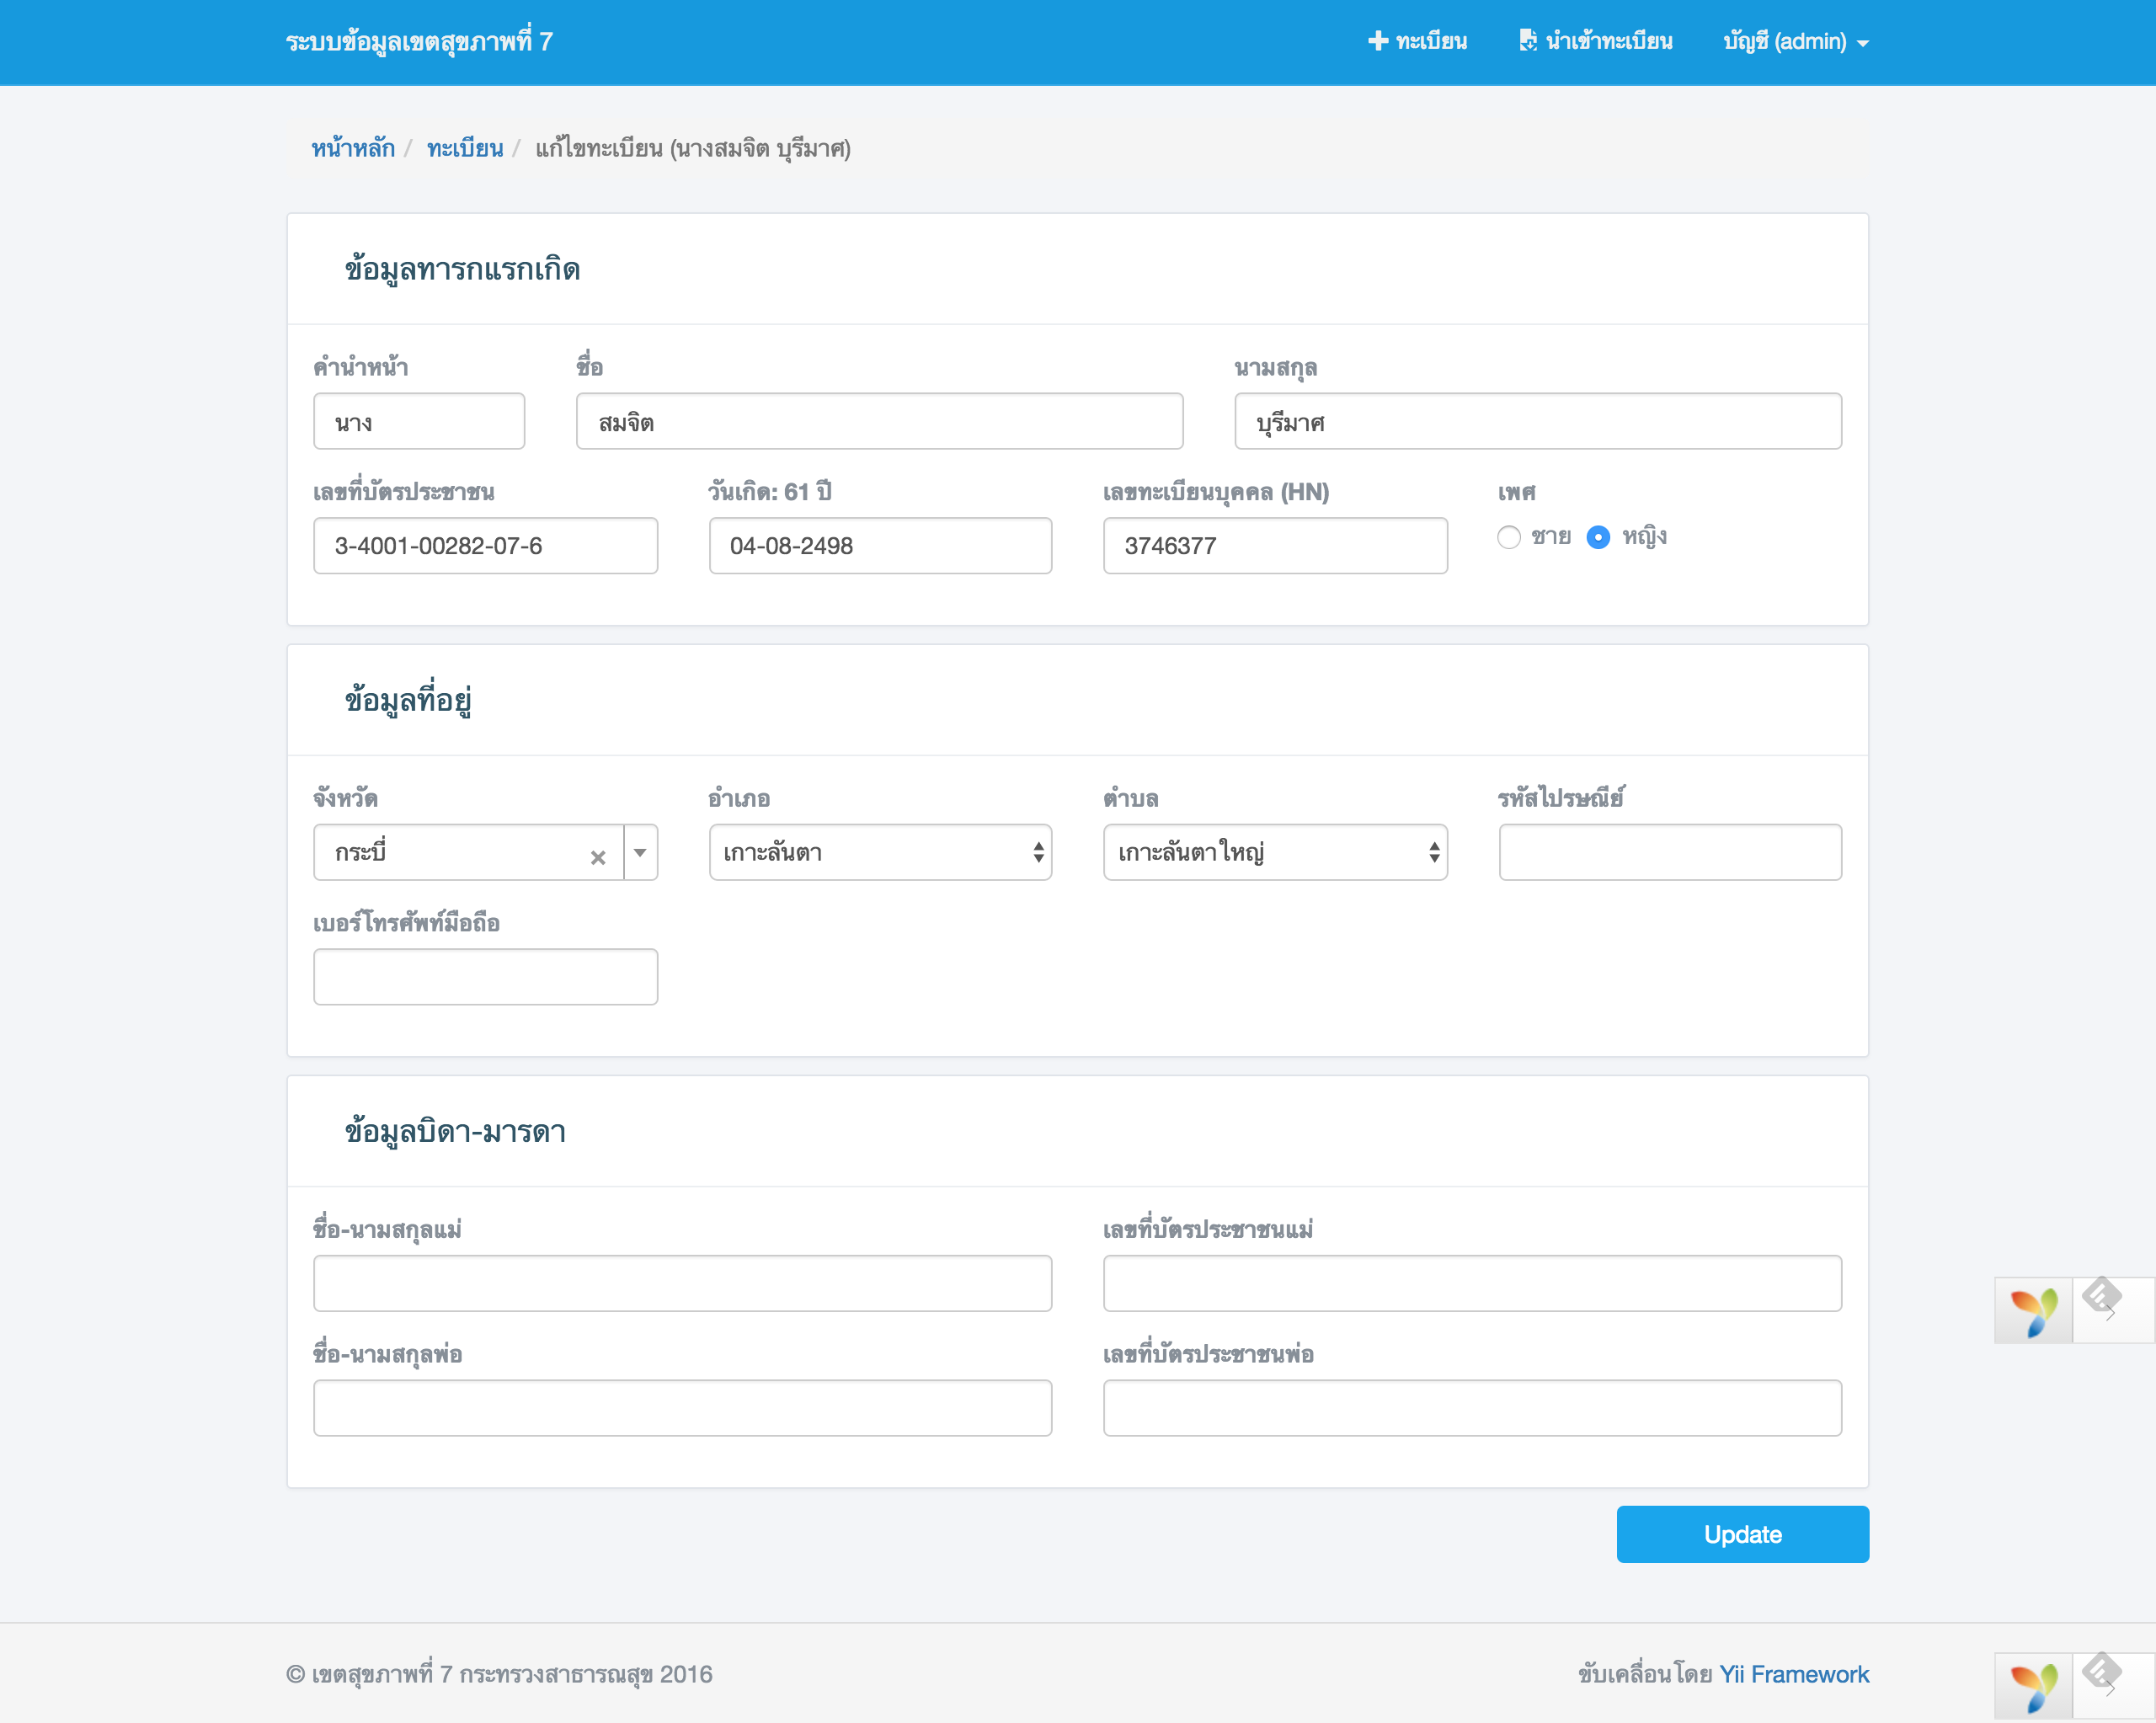 ระบบข้อมูลเขตสุขภาพที่ 7 ทะเบียน นำเข้าทะเบียน บัญชี (admin)
หน้าหลัก / ทะเบียน / แก้ไขทะเบียน (นางสมจิต บุรีมาศ)
ข้อมูลทารกแรกเกิด
คำนำหน้า ชื่อ นามสกุล
นาง สมจิต บุรีมาศ
เลขที่บัตรประชาชน วันเกิด: 61 ปี เลขทะเบียนบุคคล (HN) เพศ
3-4001-00282-07-6 04-08-2498 3746377 ชาย หญิง
ข้อมูลที่อยู่
จังหวัด อำเภอ ตำบล รหัสไปรษณีย์
กระบี่ × เกาะลันตา เกาะลันตาใหญ่
เบอร์โทรศัพท์มือถือ
ข้อมูลบิดา-มารดา
ชื่อ-นามสกุลแม่ เลขที่บัตรประชาชนแม่
ชื่อ-นามสกุลพ่อ เลขที่บัตรประชาชนพ่อ
Update
© เขตสุขภาพที่ 7 กระทรวงสาธารณสุข 2016 ขับเคลื่อนโดย Yii Framework